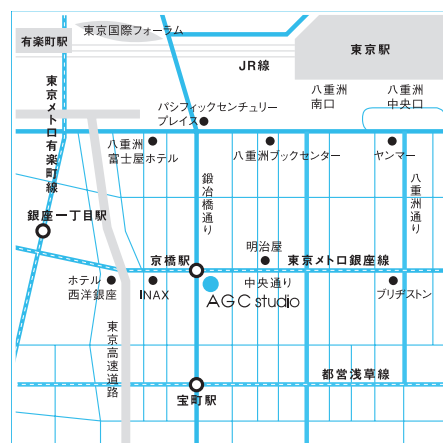 東京国際フォーラム
有楽町駅
東京駅
JR線
八重洲
南口
八重洲
中央口
東京メトロ有楽町線
パシフィックセンチュリー
プレイス
八重洲
富士屋ホテル
八重洲ブックセンター
ヤンマー
鍛冶橋通り
八重洲通り
銀座一丁目駅
京橋駅
明治屋
東京メトロ銀座線
ホテル
西洋銀座
INAX
中央通り
ブリヂストン
AGC studio
東京高速道路
都営浅草線
宝町駅